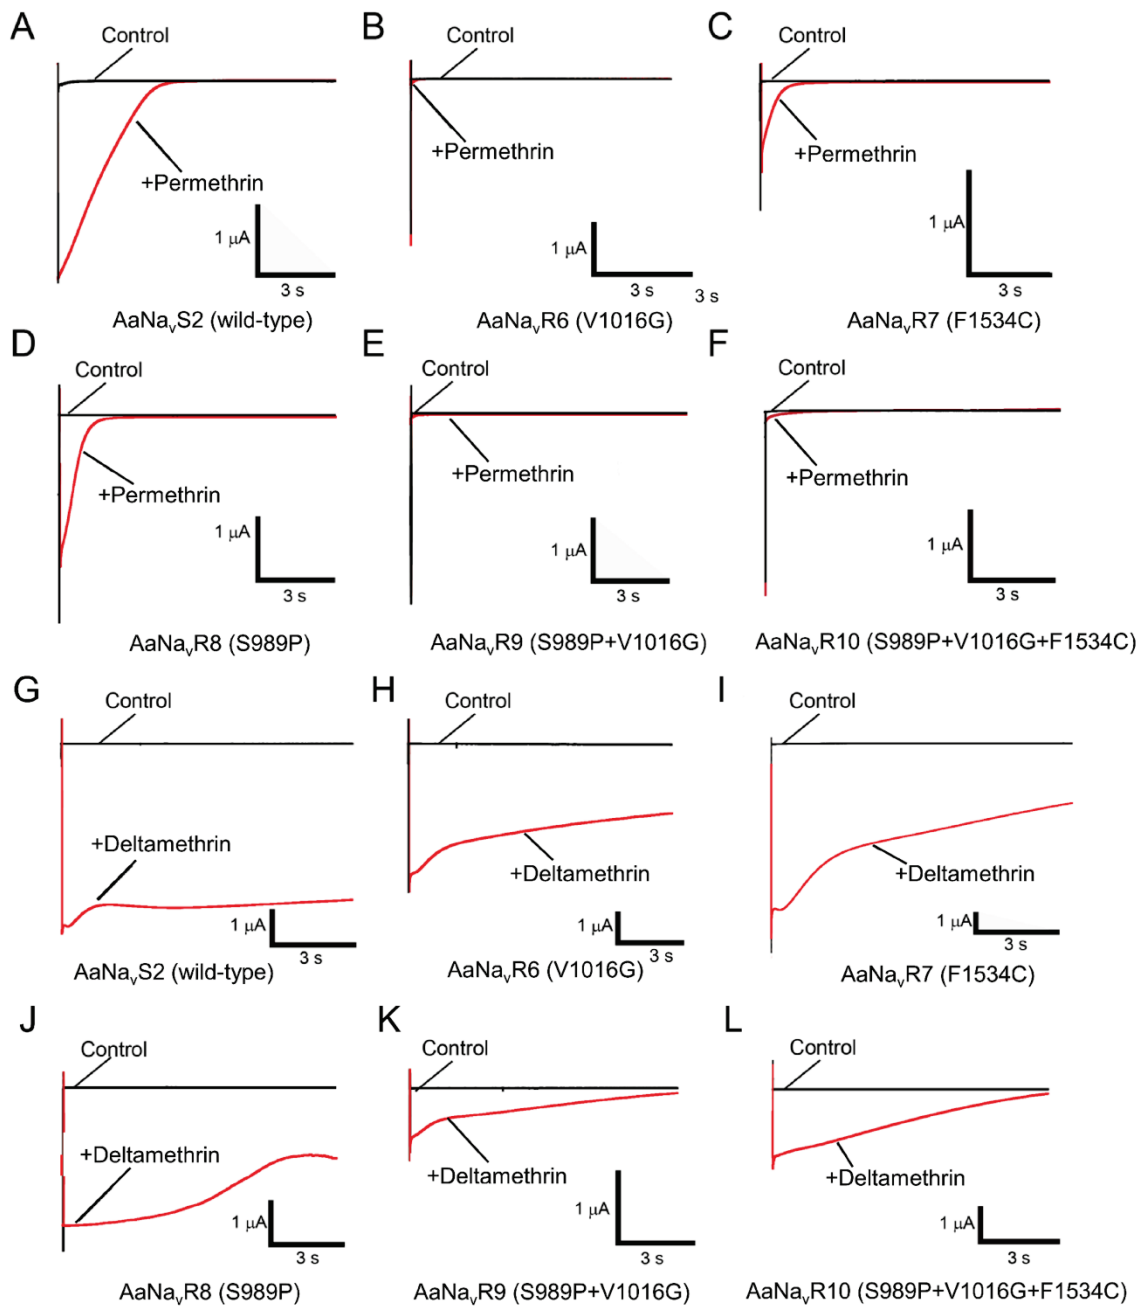 A
B
C
Control
Control
Control
+Permethrin
+Permethrin
+Permethrin
1 μA
3 s
1 μA
3 s
3 s
1 μA
3 s
AaNavS2 (wild-type)
AaNavR6 (V1016G)
AaNavR7 (F1534C)
D
E
F
Control
Control
Control
+Permethrin
+Permethrin
+Permethrin
1 μA
3 s
1 μA
3 s
1 μA
3 s
AaNavR8 (S989P)
AaNavR9 (S989P+V1016G)
AaNavR10 (S989P+V1016G+F1534C)
G
H
I
Control
Control
Control
+Deltamethrin
+Deltamethrin
+Deltamethrin
1 μA
3 s
1 μA
3 s
1 μA
3 s
AaNavS2 (wild-type)
AaNavR6 (V1016G)
AaNavR7 (F1534C)
J
K
L
Control
Control
Control
+Deltamethrin
+Deltamethrin
+Deltamethrin
1 μA
3 s
1 μA
3 s
1 μA
3 s
AaNavR8 (S989P)
AaNavR9 (S989P+V1016G)
AaNavR10 (S989P+V1016G+F1534C)